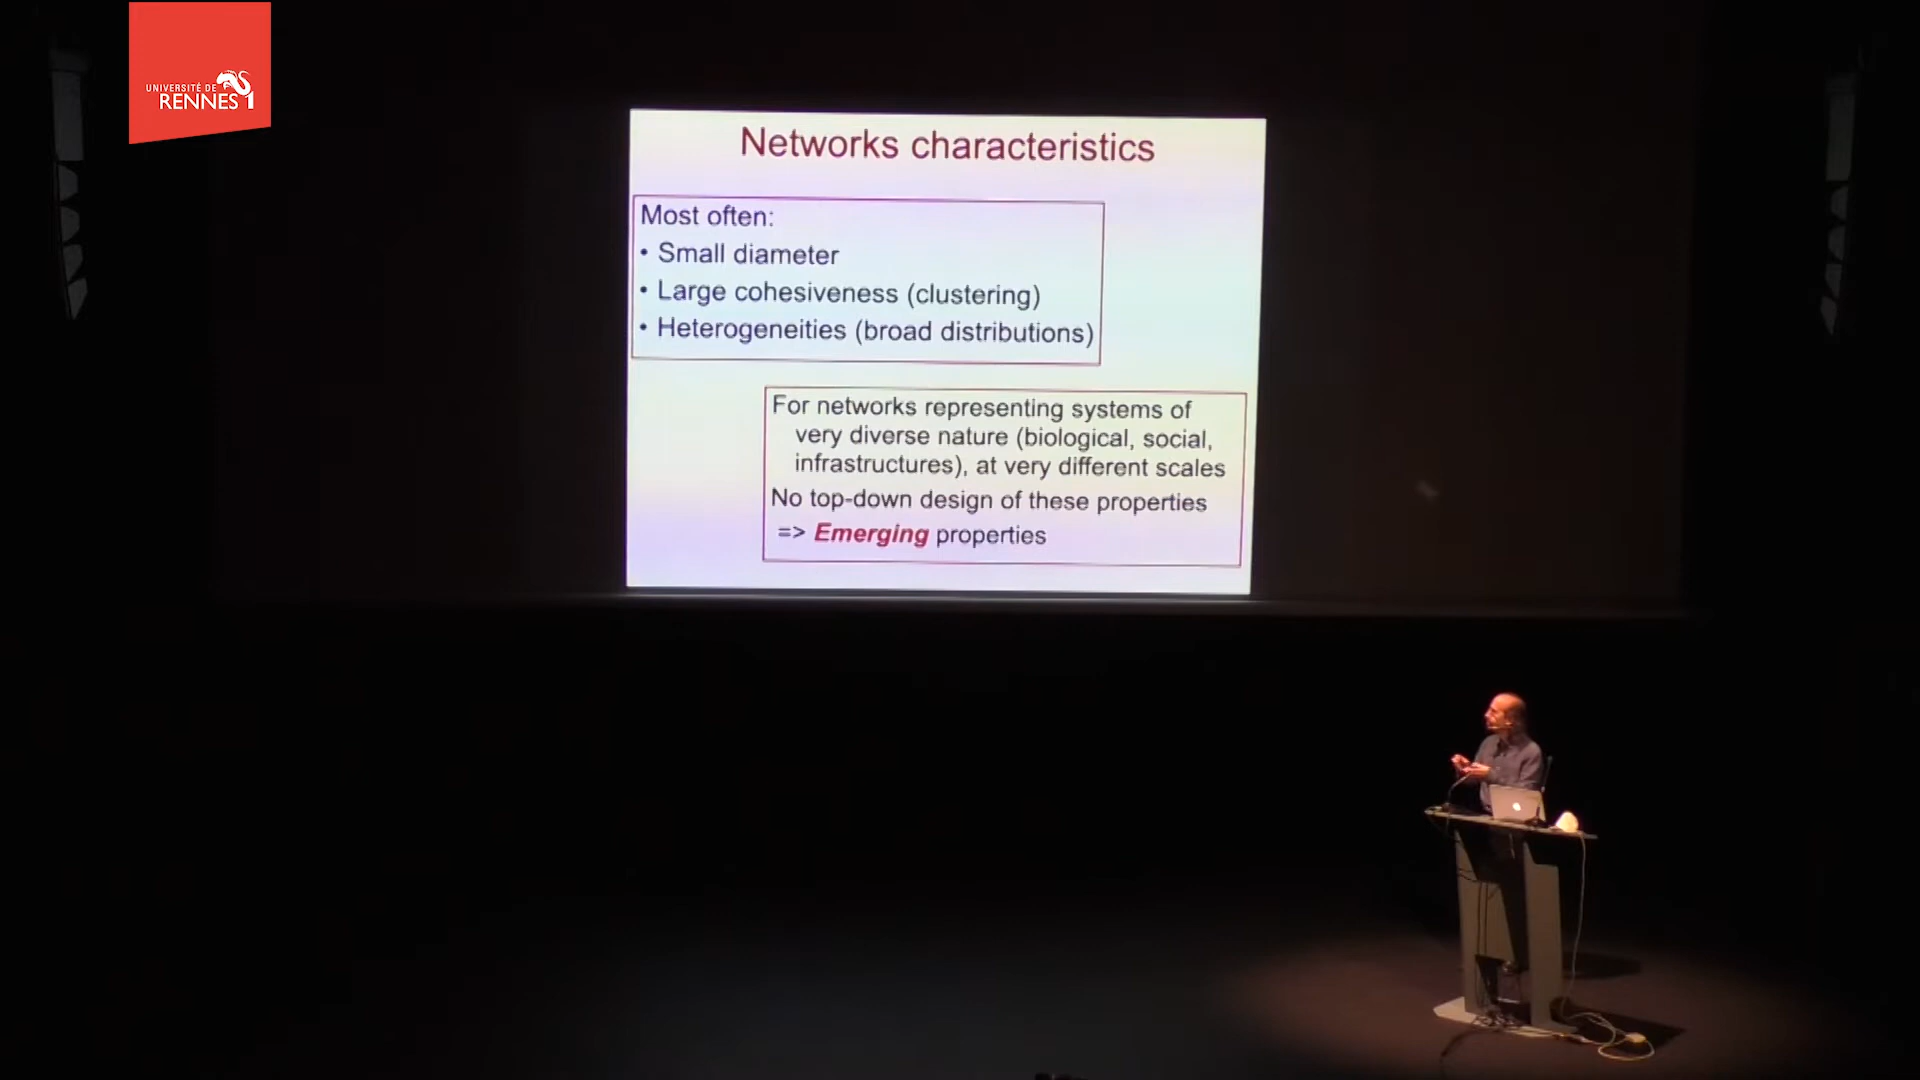 UNIVERSITÉ DE
RENNES 1
Networks characteristics
Most often:
• Small diameter
• Large cohesiveness (clustering)
• Heterogeneities (broad distributions)
For networks representing systems of
very diverse nature (biological, social,
infrastructures), at very different scales
No top-down design of these properties
=> Emerging properties